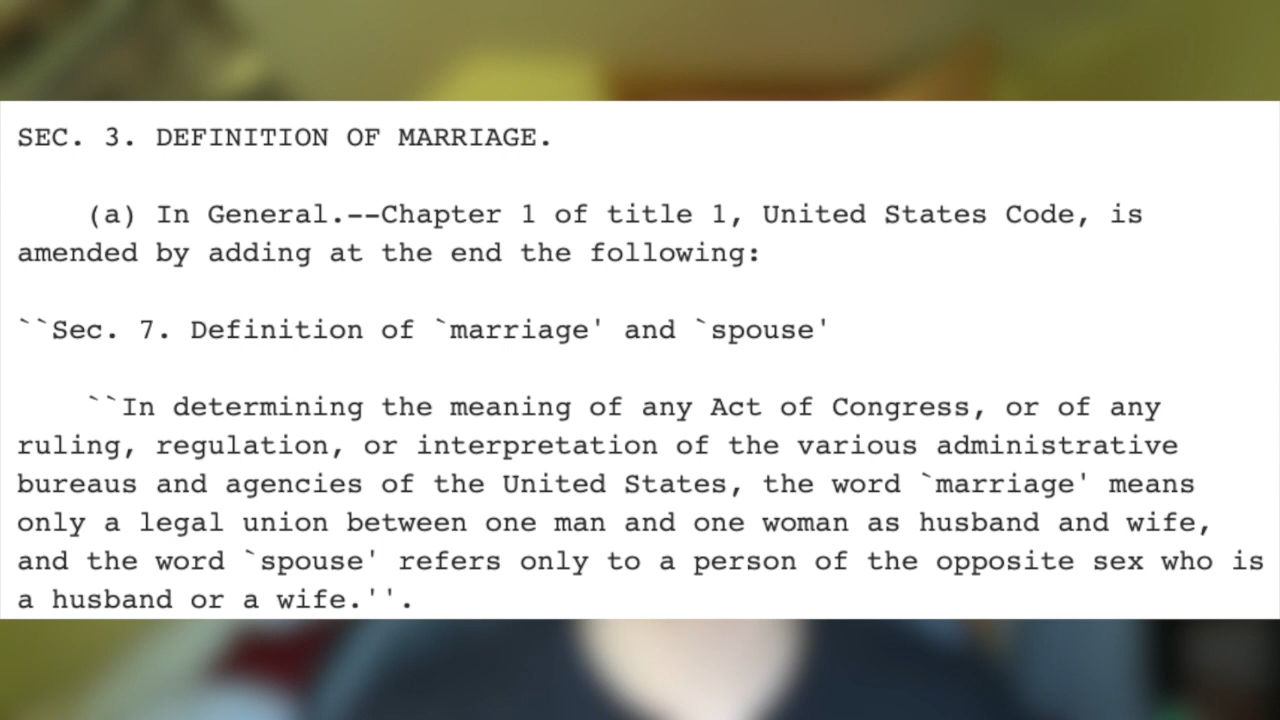 SEC. 3. DEFINITION OF MARRIAGE.
(a) In General.--Chapter 1 of title 1, United States Code, is
amended by adding at the end the following:
``Sec. 7. Definition of `marriage' and `spouse'
``In determining the meaning of any Act of Congress, or of any
ruling, regulation, or interpretation of the various administrative
bureaus and agencies of the United States, the word `marriage' means
only a legal union between one man and one woman as husband and wife,
and the word `spouse' refers only to a person of the opposite sex who is
a husband or a wife.''.